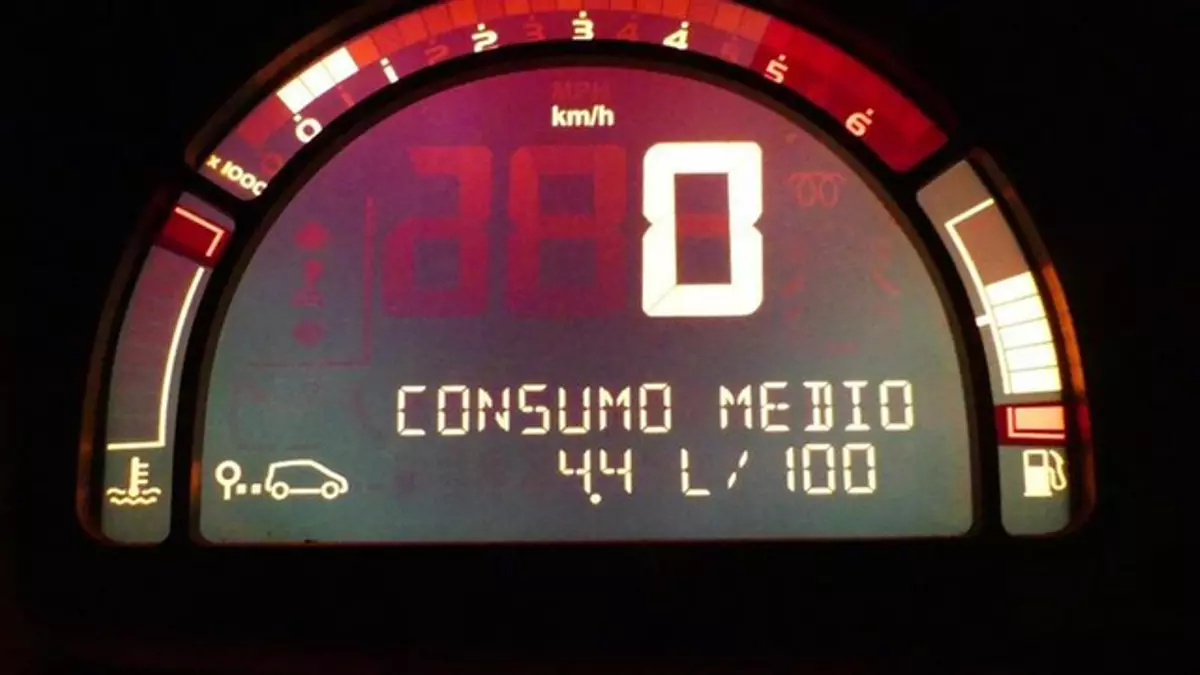 0 1 2 3 4 5 6
x 1000
km/h
0
CONSUMO MEDIO
4.4 L/100